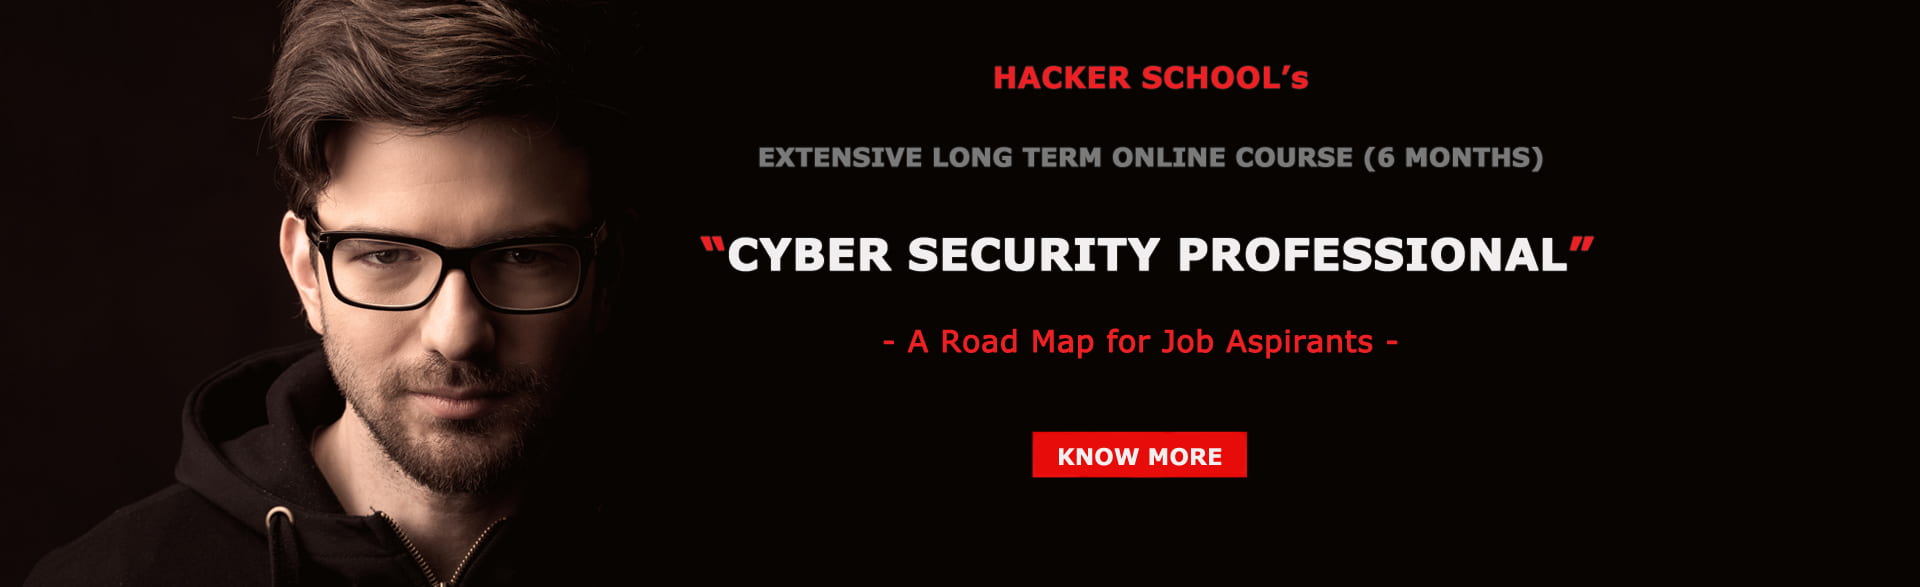 HACKER SCHOOL’s
EXTENSIVE LONG TERM ONLINE COURSE (6 MONTHS)
“CYBER SECURITY PROFESSIONAL”
- A Road Map for Job Aspirants -
KNOW MORE